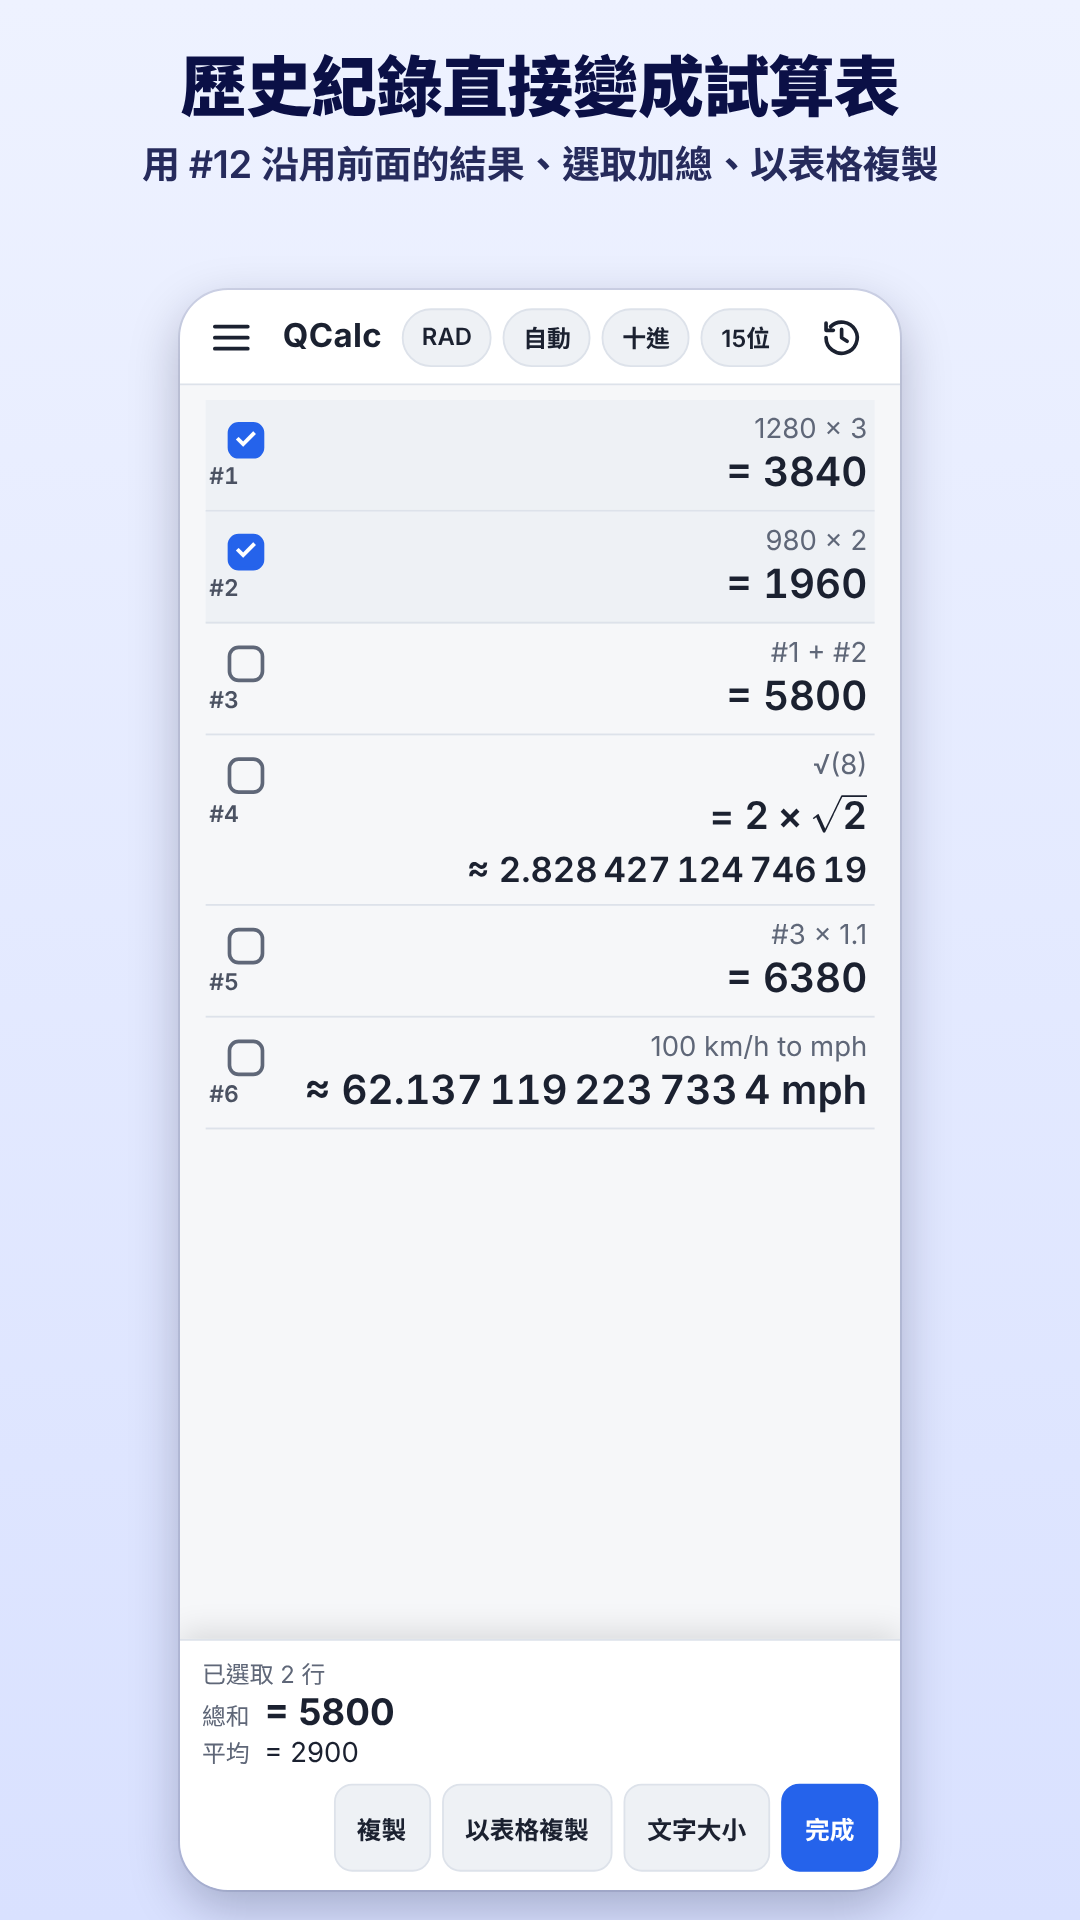 歷史紀錄直接變成試算表
用 #12 沿用前面的結果、選取加總、以表格複製
QCalc RAD 自動 十進 15位
1280 × 3
#1 = 3840
980 × 2
#2 = 1960
#1 + #2
#3 = 5800
√(8)
#4 = 2 × √2
≈ 2.828 427 124 746 19
#3 × 1.1
#5 = 6380
100 km/h to mph
#6 ≈ 62.137 119 223 733 4 mph
已選取 2 行
總和 = 5800
平均 = 2900
複製 以表格複製 文字大小 完成